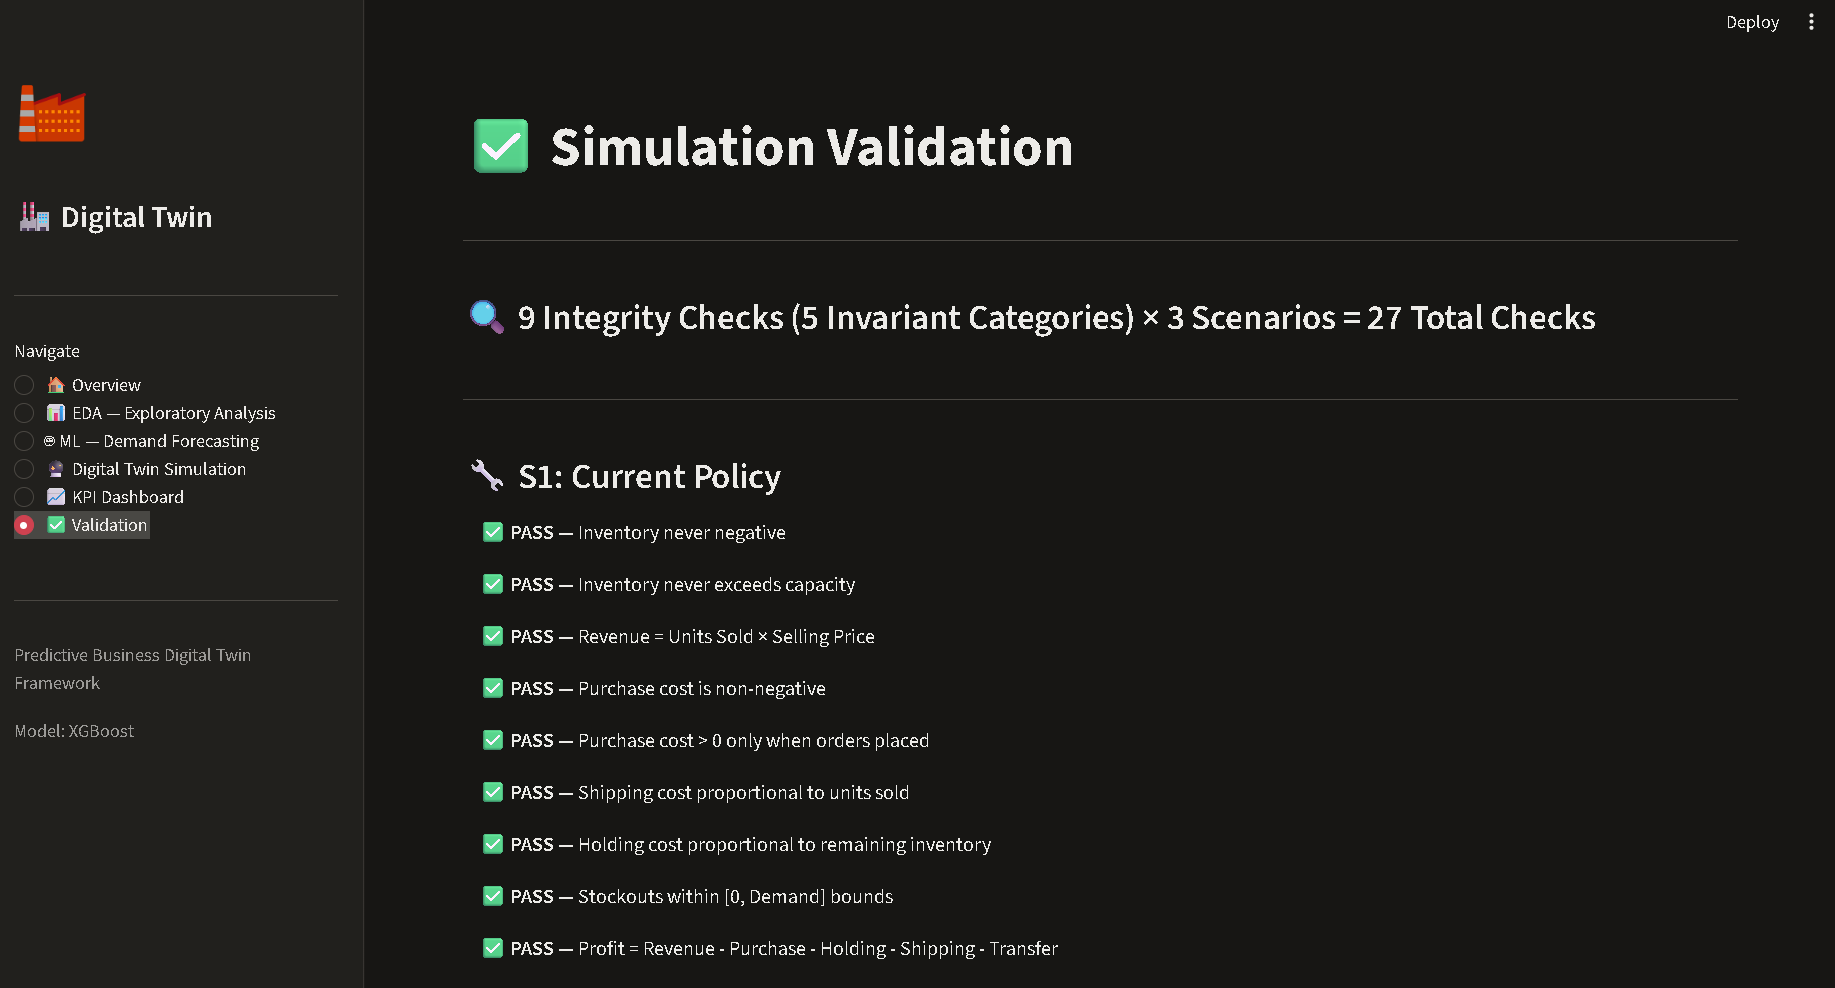 Deploy
Digital Twin
Navigate
Overview
EDA — Exploratory Analysis
ML — Demand Forecasting
Digital Twin Simulation
KPI Dashboard
Validation
Predictive Business Digital Twin
Framework
Model: XGBoost
Simulation Validation
9 Integrity Checks (5 Invariant Categories) × 3 Scenarios = 27 Total Checks
S1: Current Policy
PASS — Inventory never negative
PASS — Inventory never exceeds capacity
PASS — Revenue = Units Sold × Selling Price
PASS — Purchase cost is non-negative
PASS — Purchase cost > 0 only when orders placed
PASS — Shipping cost proportional to units sold
PASS — Holding cost proportional to remaining inventory
PASS — Stockouts within [0, Demand] bounds
PASS — Profit = Revenue - Purchase - Holding - Shipping - Transfer